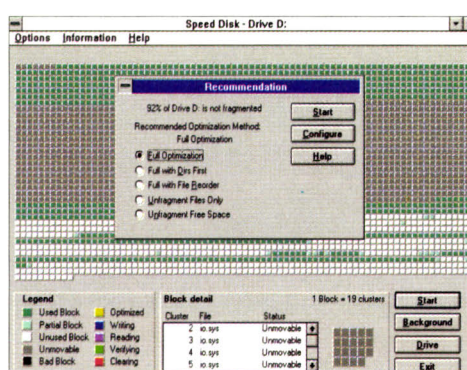 Speed Disk - Drive D:
Options Information Help
Recommendation
92% of Drive D: is not fragmented
Recommended Optimization Method:
Full Optimization
Full Optimization
Full with Dirs First
Full with File Reorder
Unfragment Files Only
Unfragment Free Space
Start
Configure
Help
Legend
Used Block
Partial Block
Unused Block
Unmovable
Bad Block
Optimized
Writing
Reading
Verifying
Clearing
Block detail 1 Block = 19 clusters
Cluster File Status
2 io.sys Unmovable
3 io.sys Unmovable
4 io.sys Unmovable
5 io.sys Unmovable
Start
Background
Drive
Exit